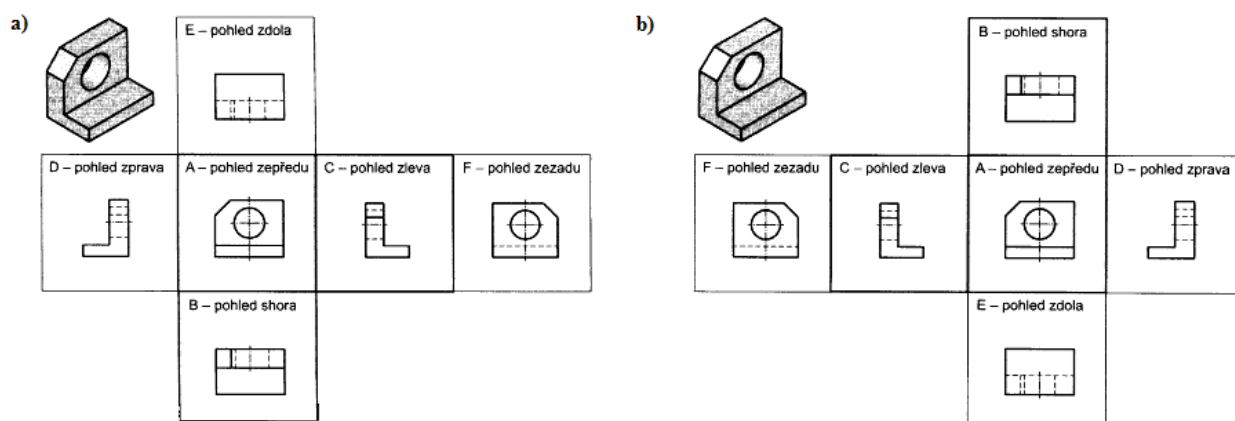 a)
E – pohled zdola
D – pohled zprava
A – pohled zepředu
C – pohled zleva
F – pohled zezadu
B – pohled shora
b)
B – pohled shora
F – pohled zezadu
C – pohled zleva
A – pohled zepředu
D – pohled zprava
E – pohled zdola